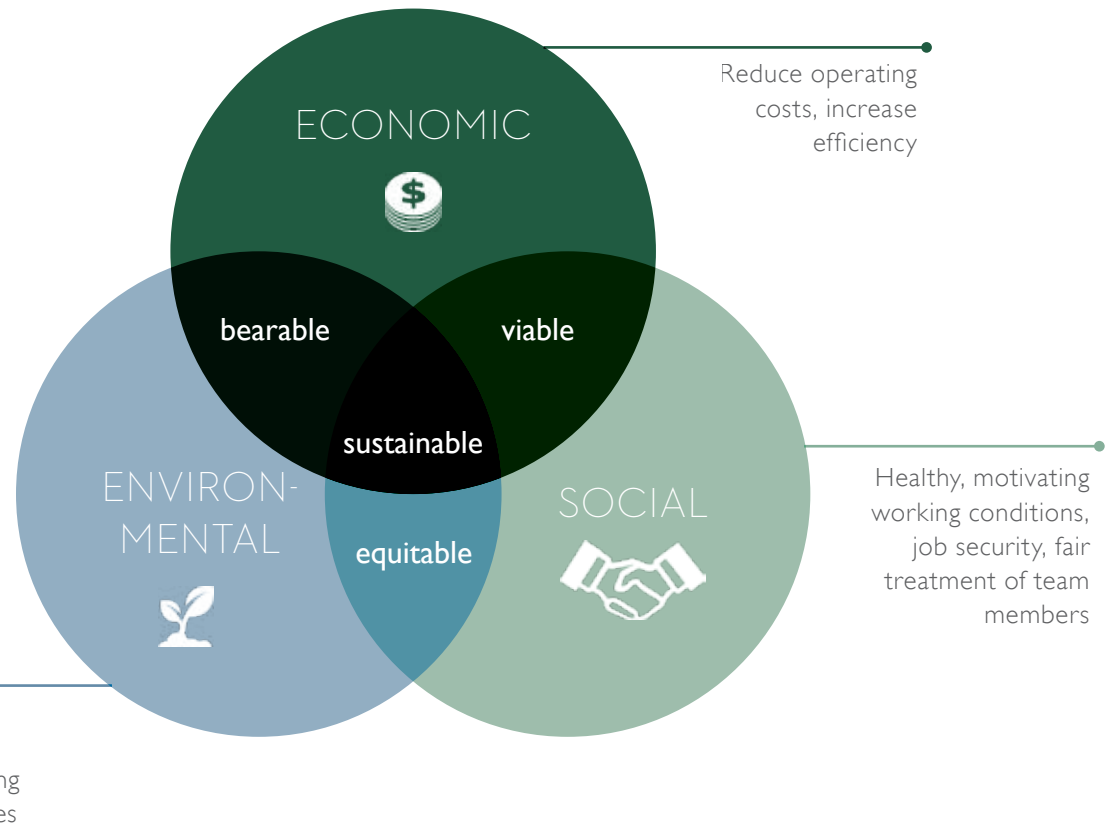 Reduce operating
costs, increase
efficiency
ECONOMIC
$
bearable
viable
sustainable
ENVIRON-
MENTAL
SOCIAL
equitable
Healthy, motivating
working conditions,
job security, fair
treatment of team
members